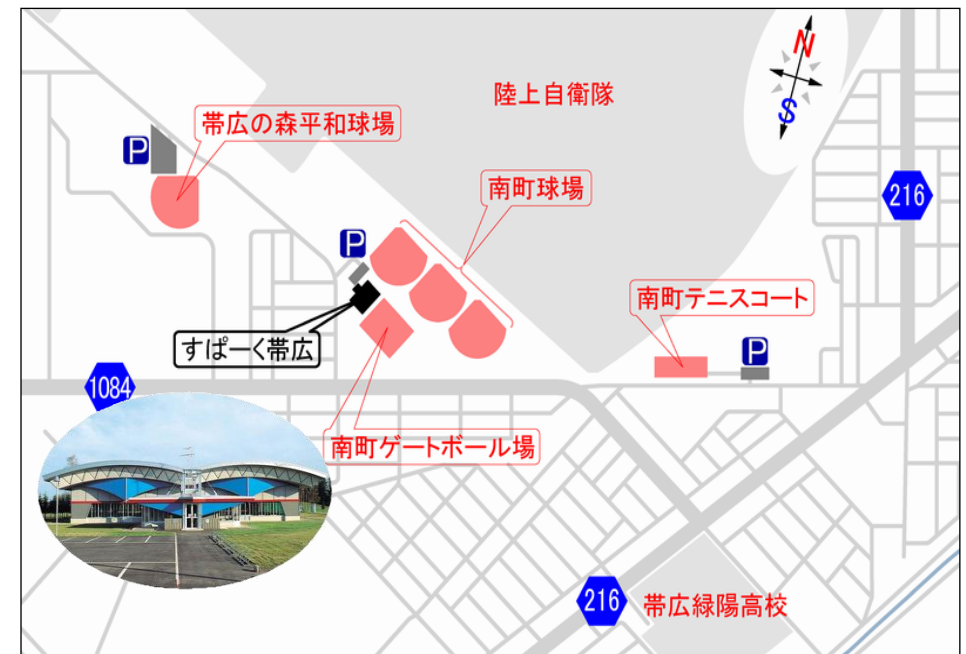 N
S
陸上自衛隊
帯広の森平和球場
P
南町球場
216
P
南町テニスコート
P
すぱーく帯広
1084
南町ゲートボール場
216
帯広緑陽高校